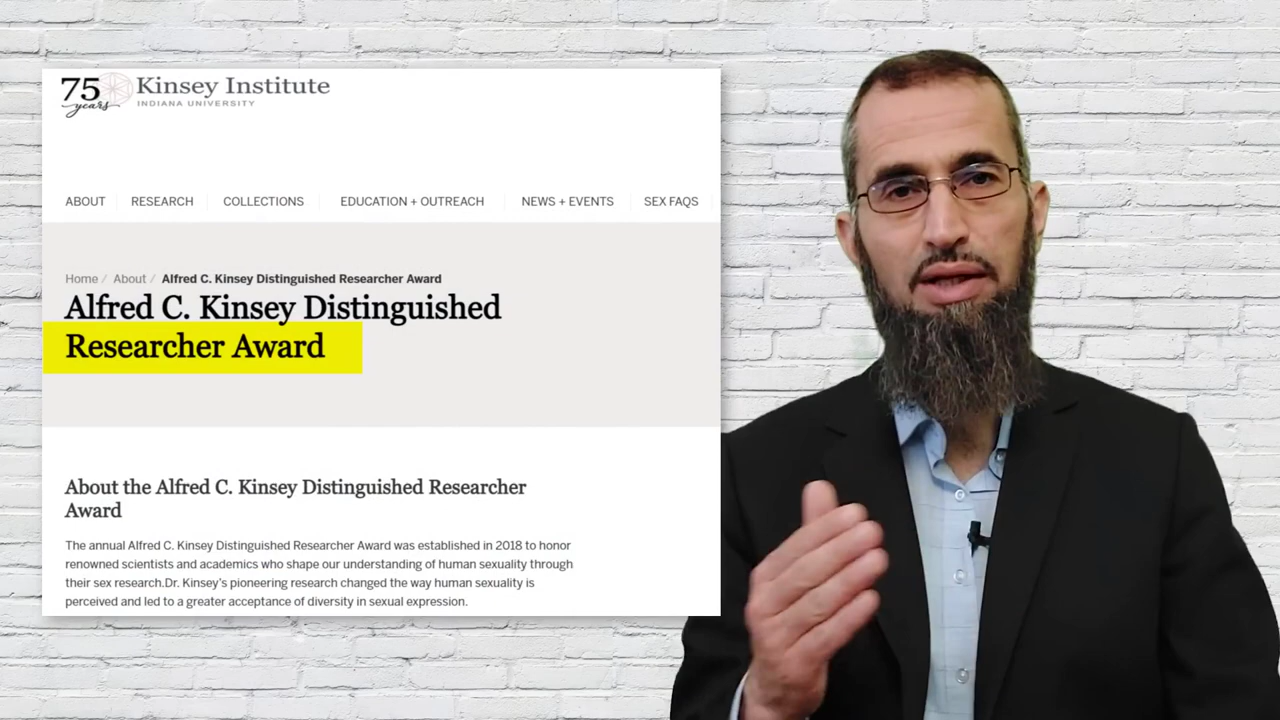 75 years Kinsey Institute
INDIANA UNIVERSITY
ABOUT RESEARCH COLLECTIONS EDUCATION + OUTREACH NEWS + EVENTS SEX FAQS
Home / About / Alfred C. Kinsey Distinguished Researcher Award
Alfred C. Kinsey Distinguished
Researcher Award
About the Alfred C. Kinsey Distinguished Researcher
Award
The annual Alfred C. Kinsey Distinguished Researcher Award was established in 2018 to honor
renowned scientists and academics who shape our understanding of human sexuality through
their sex research.Dr. Kinsey's pioneering research changed the way human sexuality is
perceived and led to a greater acceptance of diversity in sexual expression.